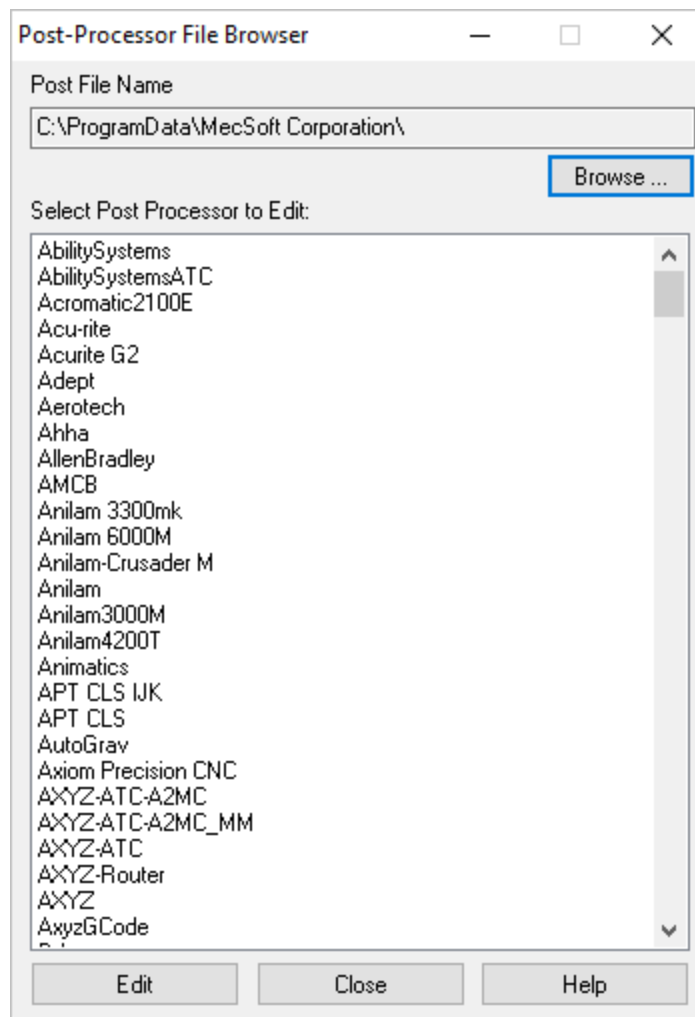 Post-Processor File Browser
Post File Name
C:\ProgramData\MecSoft Corporation\
Browse ...
Select Post Processor to Edit:
AbilitySystems
AbilitySystemsATC
Acromatic2100E
Acu-rite
Acurite G2
Adept
Aerotech
Ahha
AllenBradley
AMCB
Anilam 3300mk
Anilam 6000M
Anilam-Crusader M
Anilam
Anilam3000M
Anilam4200T
Animatics
APT CLS IJK
APT CLS
AutoGrav
Axiom Precision CNC
AXYZ-ATC-A2MC
AXYZ-ATC-A2MC_MM
AXYZ-ATC
AXYZ-Router
AXYZ
AxyzGCode
Edit
Close
Help